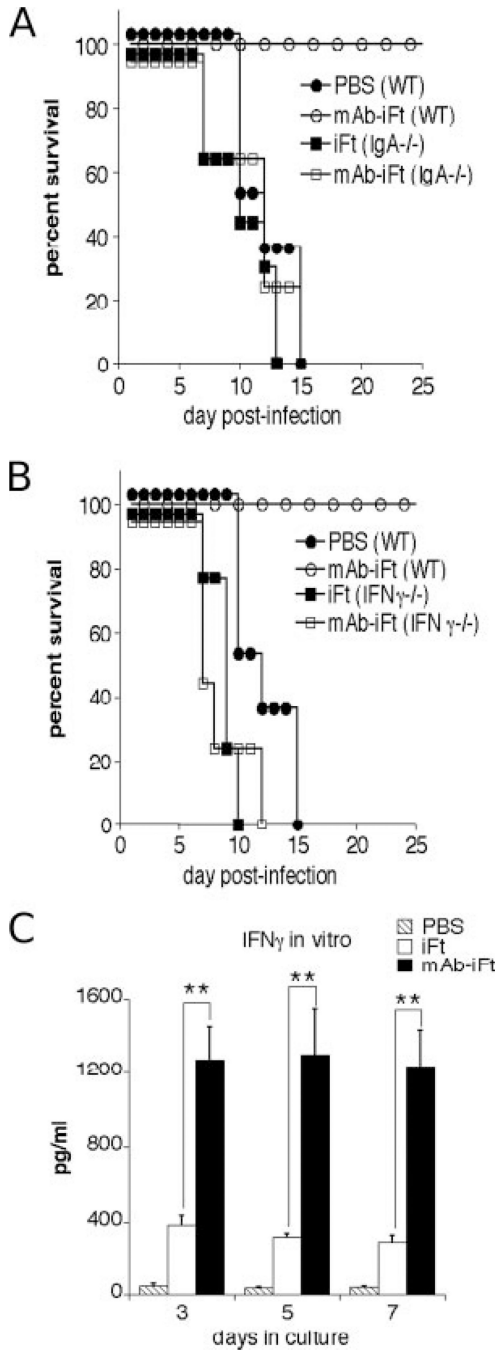 A
100
80
60
40
20
0
percent survival
PBS (WT)
mAb-iFt (WT)
iFt (IgA-/-)
mAb-iFt (IgA-/-)
0 5 10 15 20 25
day post-infection
B
100
80
60
40
20
0
percent survival
PBS (WT)
mAb-iFt (WT)
iFt (IFNγ-/-)
mAb-iFt (IFN γ-/-)
0 5 10 15 20 25
day post-infection
C
IFNγ in vitro
PBS
iFt
mAb-iFt
1600
1200
800
400
0
pg/ml
** ** **
3 5 7
days in culture